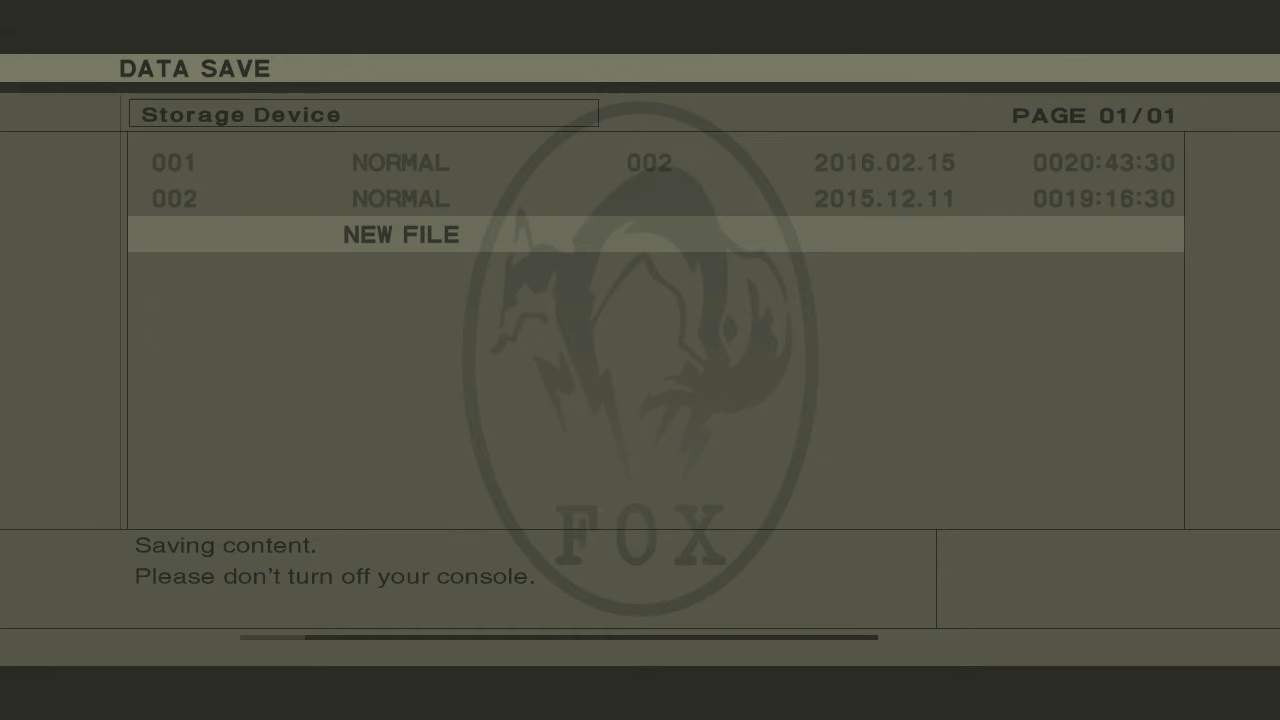 DATA SAVE
Storage Device PAGE 01/01
001 NORMAL 002 2016.02.15 0020:43:30
002 NORMAL 2015.12.11 0019:16:30
NEW FILE
FOX
Saving content.
Please don't turn off your console.